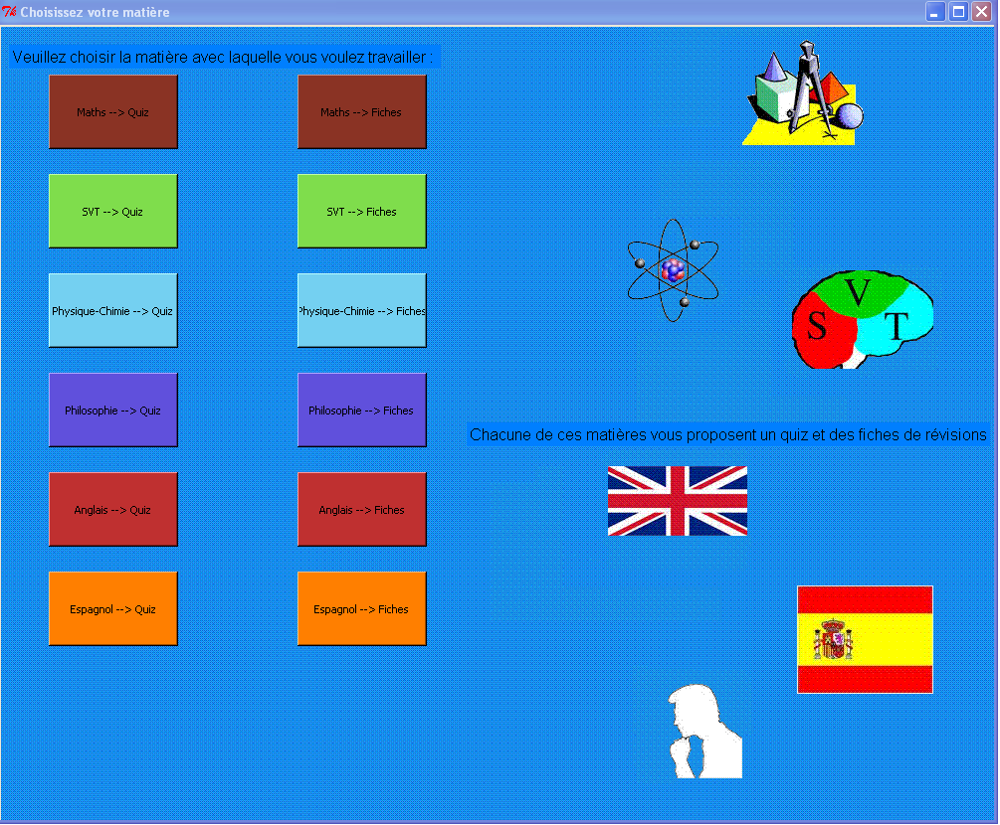 Choisissez votre matière
Veuillez choisir la matière avec laquelle vous voulez travailler :
Maths --> Quiz
Maths --> Fiches
SVT --> Quiz
SVT --> Fiches
Physique-Chimie --> Quiz
Physique-Chimie --> Fiches
S V T
Philosophie --> Quiz
Philosophie --> Fiches
Chacune de ces matières vous proposent un quiz et des fiches de révisions
Anglais --> Quiz
Anglais --> Fiches
Espagnol --> Quiz
Espagnol --> Fiches